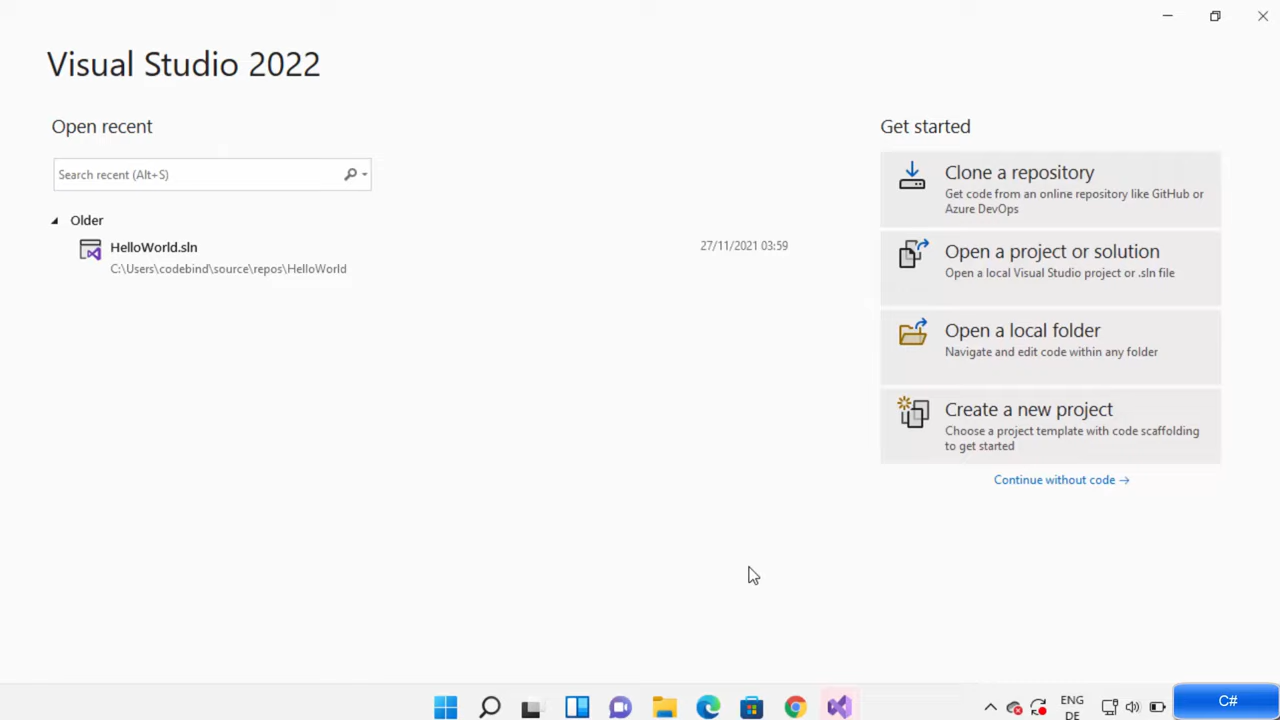 Visual Studio 2022
Open recent
Search recent (Alt+S)
Older
HelloWorld.sln
27/11/2021 03:59
C:\Users\codebind\source\repos\HelloWorld
Get started
Clone a repository
Get code from an online repository like GitHub or
Azure DevOps
Open a project or solution
Open a local Visual Studio project or .sln file
Open a local folder
Navigate and edit code within any folder
Create a new project
Choose a project template with code scaffolding
to get started
Continue without code →
ENG
DE
C#